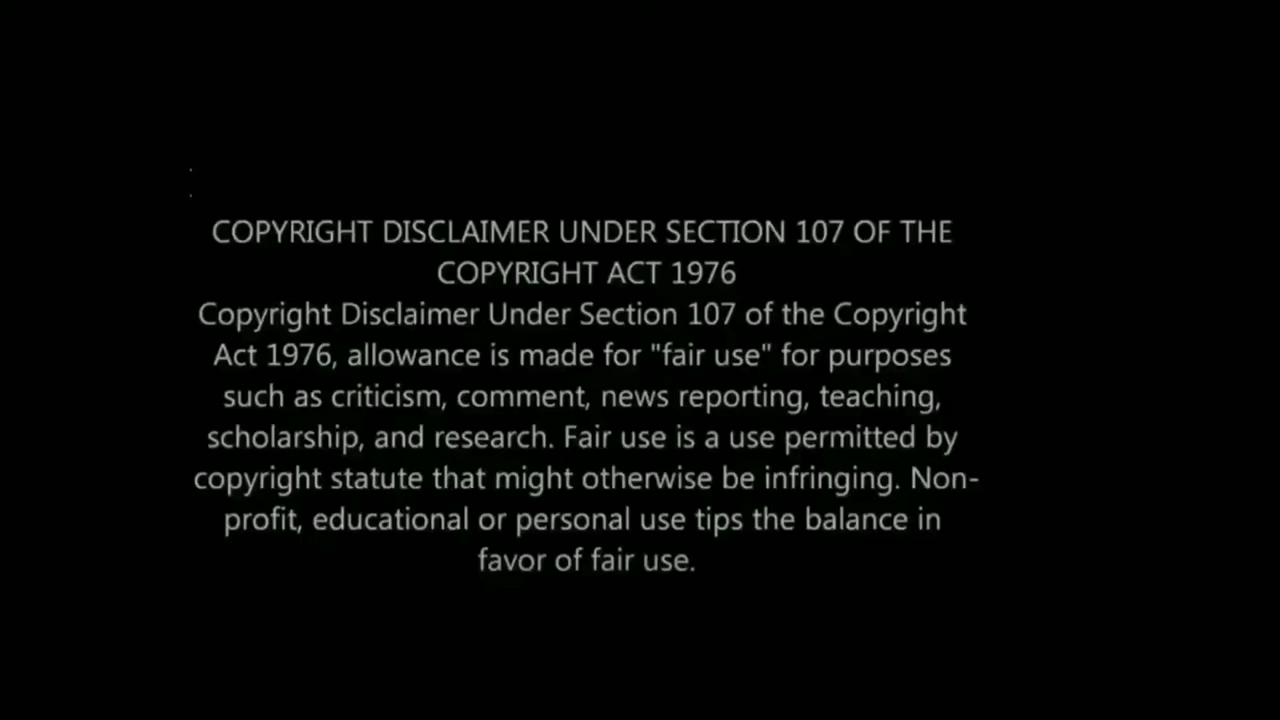 COPYRIGHT DISCLAIMER UNDER SECTION 107 OF THE
COPYRIGHT ACT 1976
Copyright Disclaimer Under Section 107 of the Copyright
Act 1976, allowance is made for "fair use" for purposes
such as criticism, comment, news reporting, teaching,
scholarship, and research. Fair use is a use permitted by
copyright statute that might otherwise be infringing. Non-
profit, educational or personal use tips the balance in
favor of fair use.